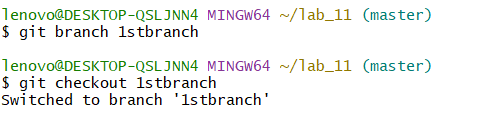 lenovo@DESKTOP-QSLJNN4 MINGW64 ~/lab_11 (master)
$ git branch 1stbranch
lenovo@DESKTOP-QSLJNN4 MINGW64 ~/lab_11 (master)
$ git checkout 1stbranch
Switched to branch '1stbranch'